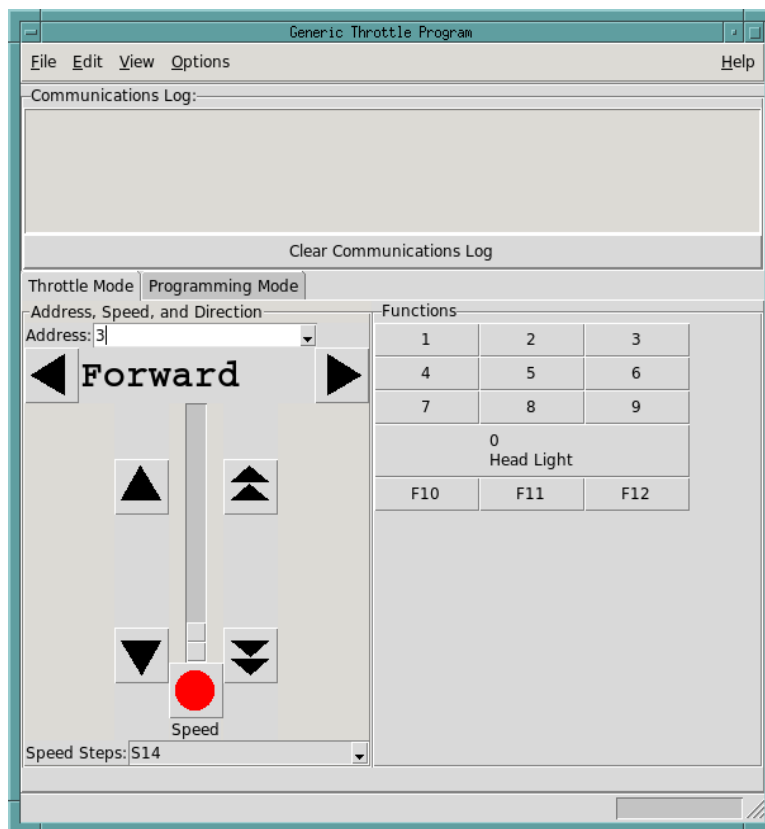 Generic Throttle Program
File Edit View Options Help
Communications Log:
Clear Communications Log
Throttle Mode Programming Mode
Address, Speed, and Direction
Address: 3
Forward
Speed
Speed Steps: S14
Functions
1 2 3
4 5 6
7 8 9
0
Head Light
F10 F11 F12